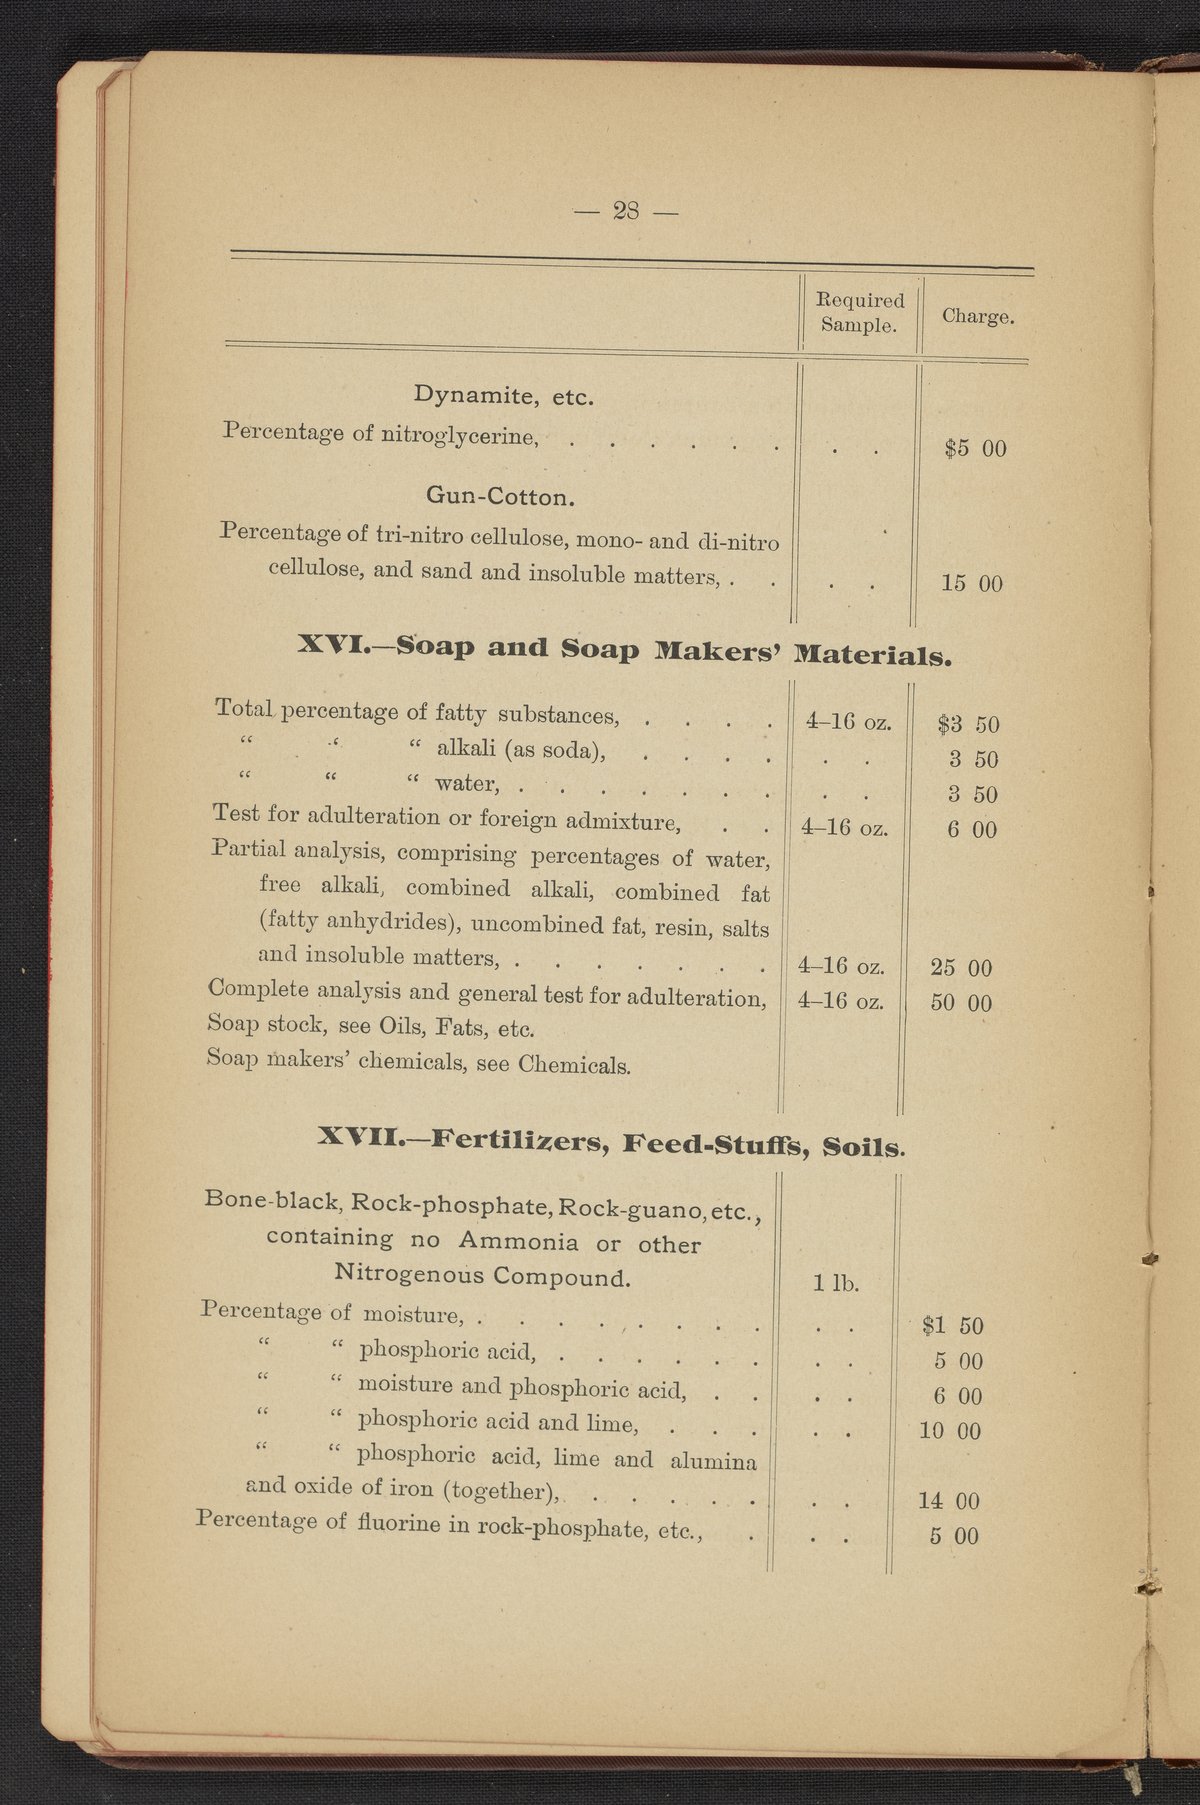 — 28 —
Required Sample. Charge.
Dynamite, etc.
Percentage of nitroglycerine, . . . . . . . . $5 00
Gun-Cotton.
Percentage of tri-nitro cellulose, mono- and di-nitro
cellulose, and sand and insoluble matters, . . . . 15 00
XVI.—Soap and Soap Makers’ Materials.
Total percentage of fatty substances, . . . . 4–16 oz. $3 50
“ “ “ alkali (as soda), . . . . . . 3 50
“ “ “ water, . . . . . . . . . 3 50
Test for adulteration or foreign admixture, . . 4–16 oz. 6 00
Partial analysis, comprising percentages of water,
free alkali, combined alkali, combined fat
(fatty anhydrides), uncombined fat, resin, salts
and insoluble matters, . . . . . . . 4–16 oz. 25 00
Complete analysis and general test for adulteration, 4–16 oz. 50 00
Soap stock, see Oils, Fats, etc.
Soap makers’ chemicals, see Chemicals.
XVII.—Fertilizers, Feed-Stuffs, Soils.
Bone-black, Rock-phosphate, Rock-guano, etc.,
containing no Ammonia or other
Nitrogenous Compound. 1 lb.
Percentage of moisture, . . . . . . . . . . $1 50
“ “ phosphoric acid, . . . . . . . . 5 00
“ “ moisture and phosphoric acid, . . . . 6 00
“ “ phosphoric acid and lime, . . . . . 10 00
“ “ phosphoric acid, lime and alumina
and oxide of iron (together), . . . . . . . 14 00
Percentage of fluorine in rock-phosphate, etc., . . . 5 00